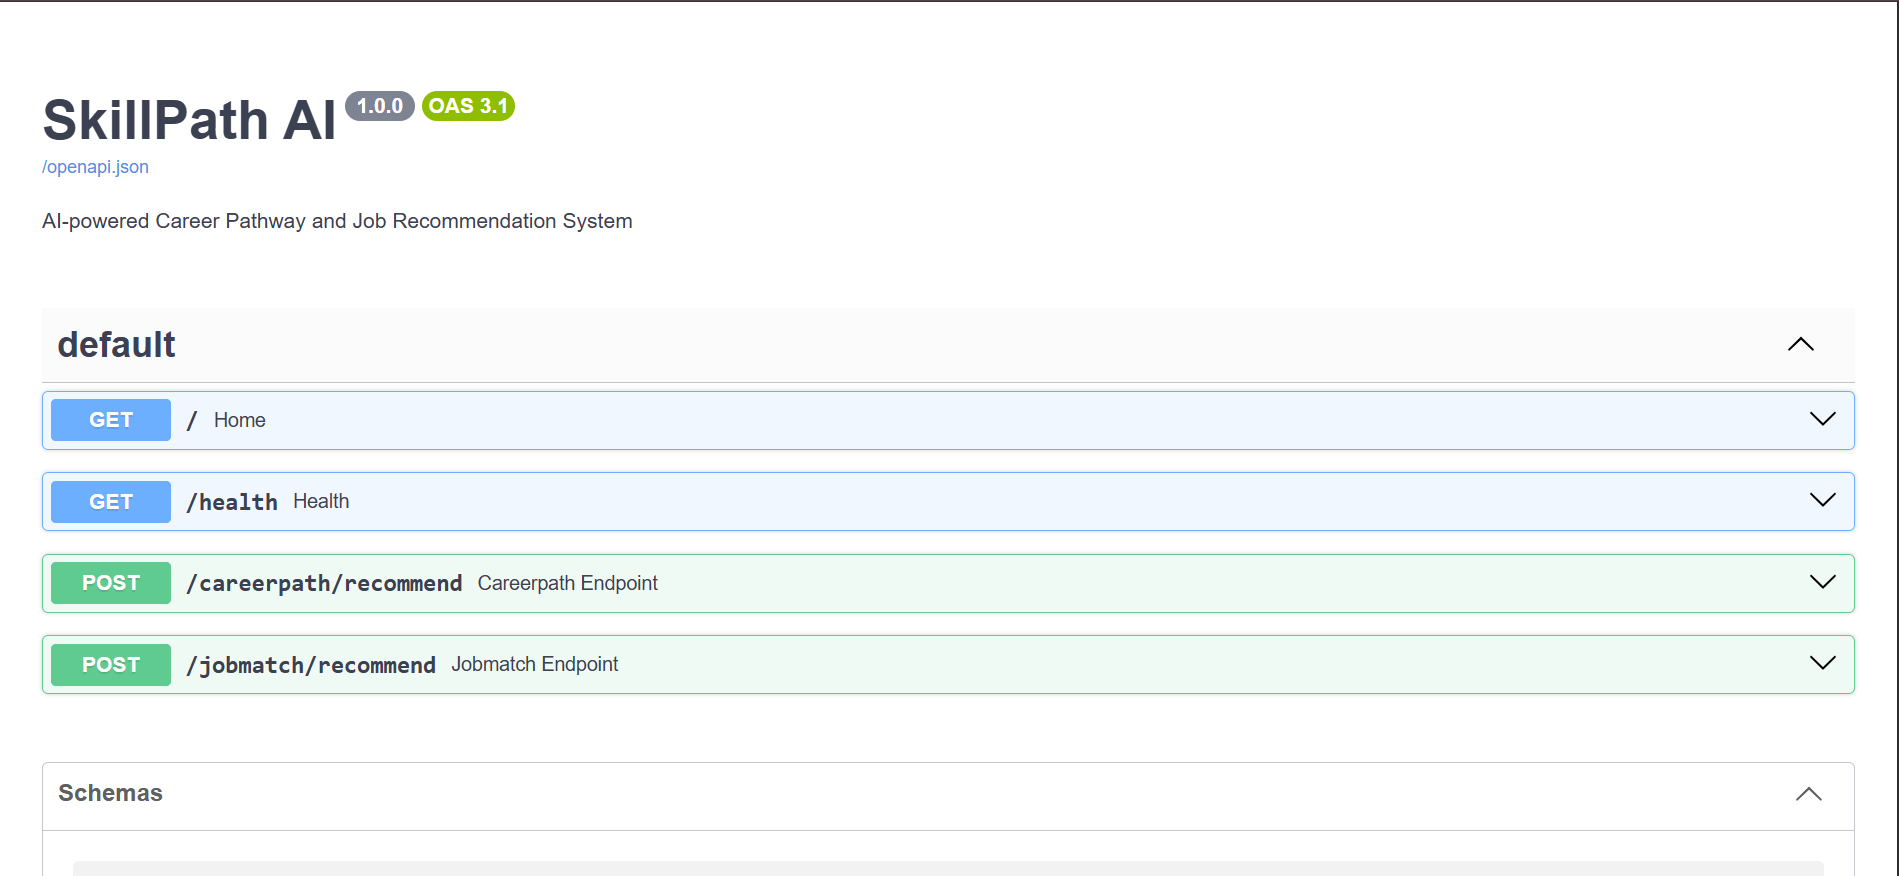 SkillPath AI 1.0.0 OAS 3.1
/openapi.json
AI-powered Career Pathway and Job Recommendation System
default
GET / Home
GET /health Health
POST /careerpath/recommend Careerpath Endpoint
POST /jobmatch/recommend Jobmatch Endpoint
Schemas